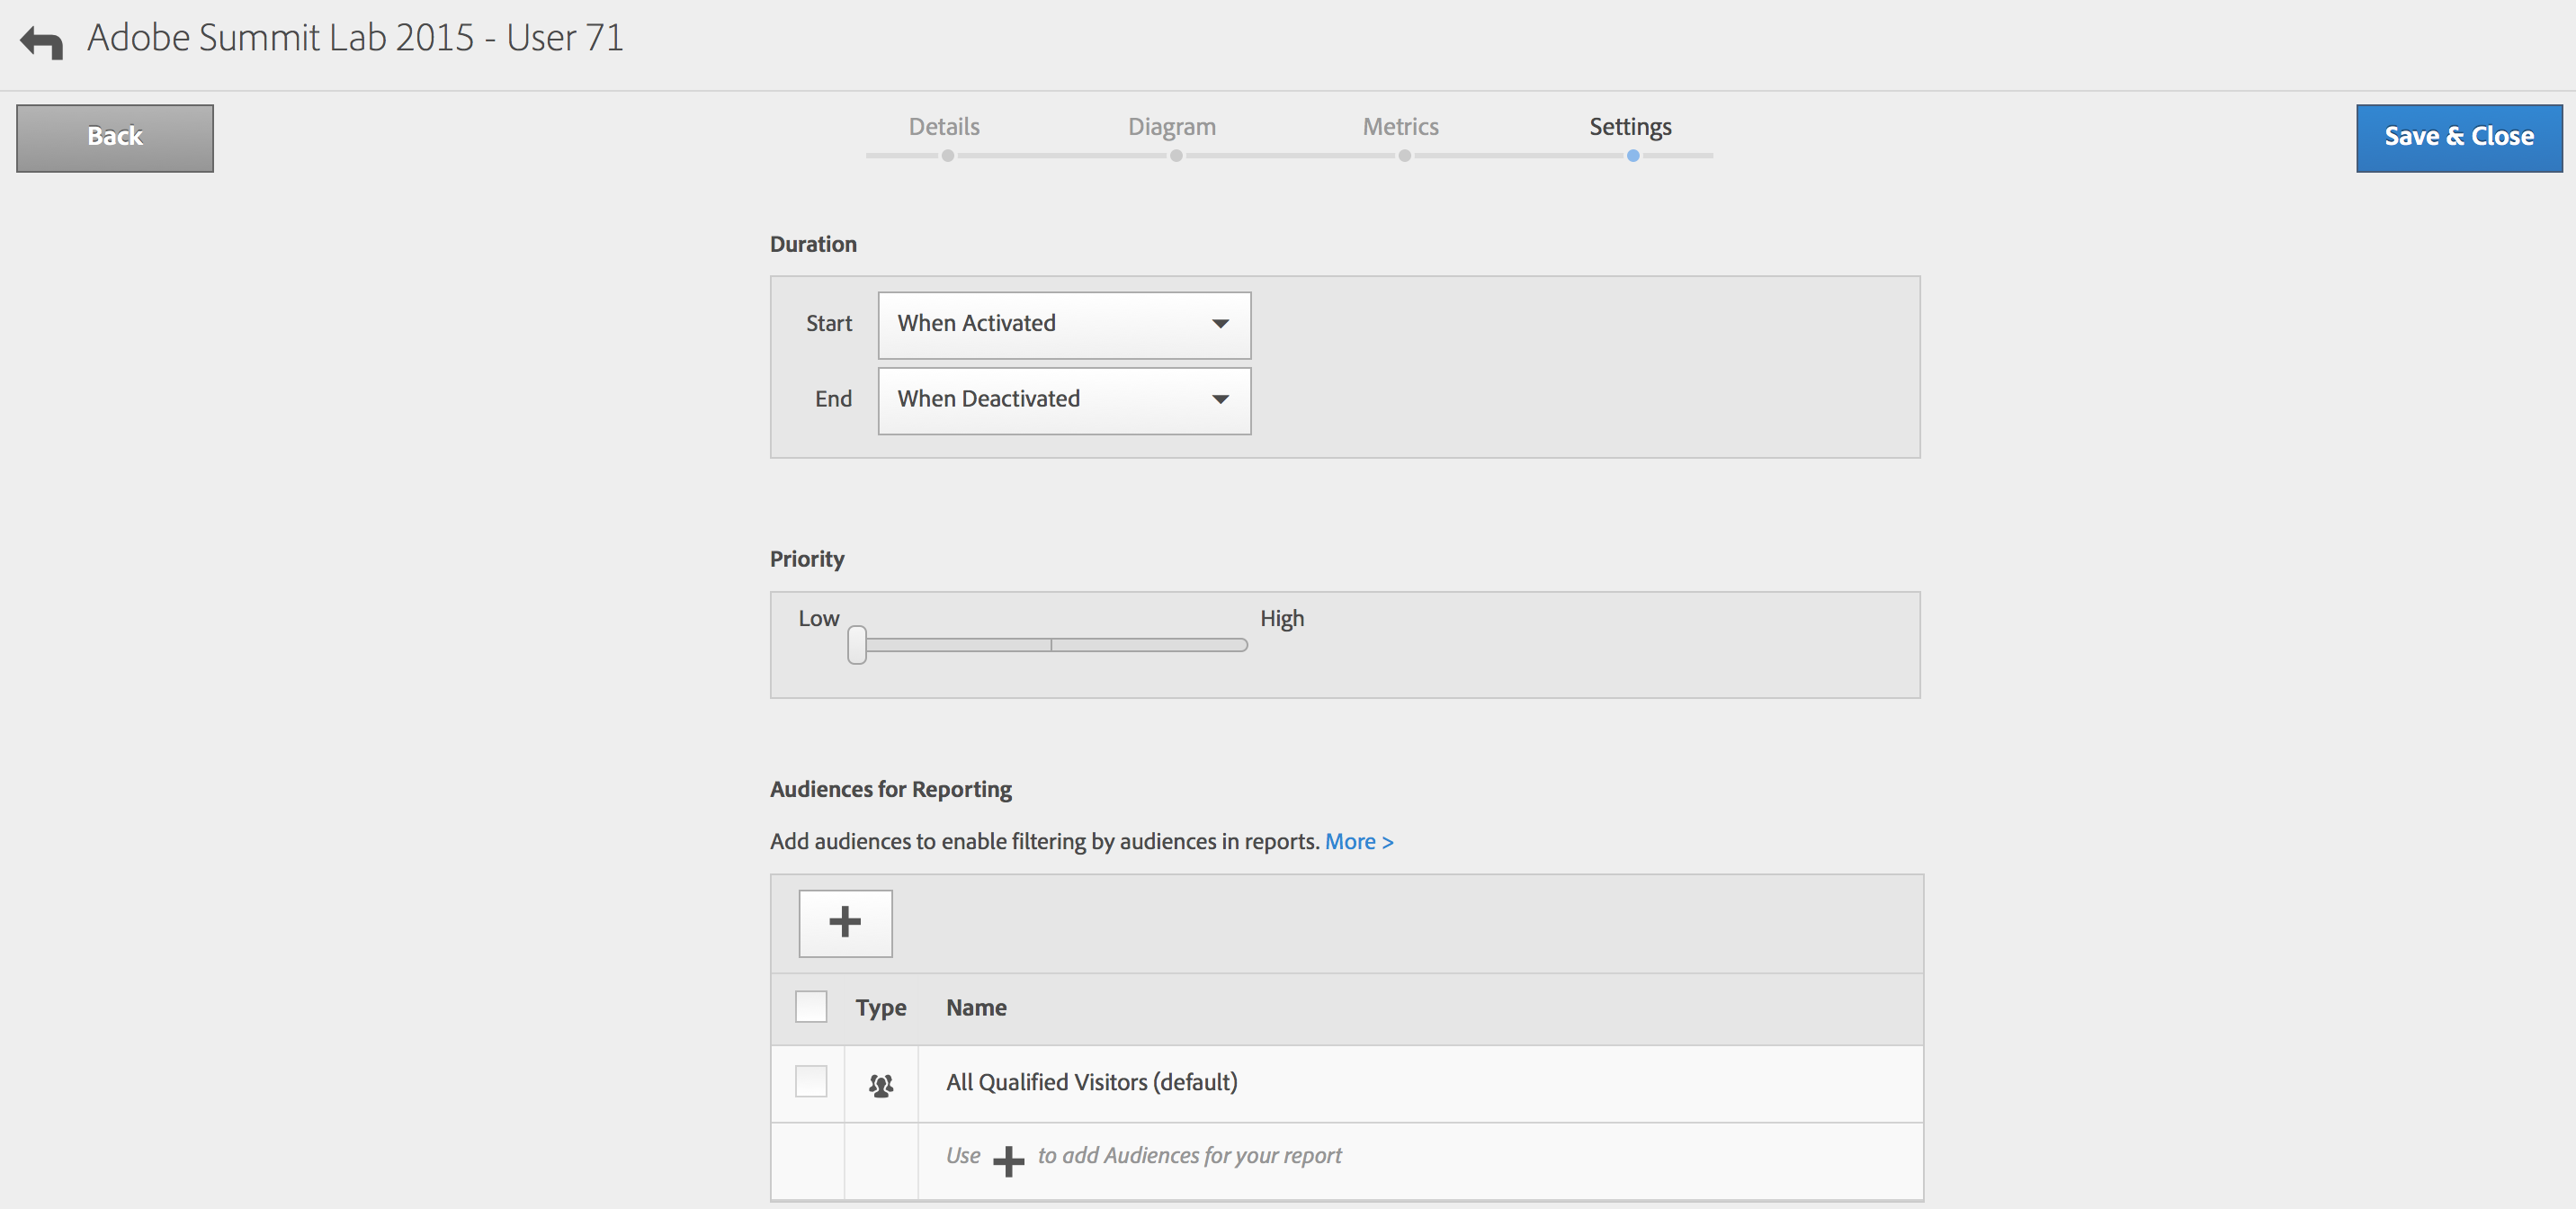 Adobe Summit Lab 2015 - User 71
Back
Details
Diagram
Metrics
Settings
Save & Close
Duration
Start
When Activated
End
When Deactivated
Priority
Low
High
Audiences for Reporting
Add audiences to enable filtering by audiences in reports. More >
Type
Name
All Qualified Visitors (default)
Use + to add Audiences for your report